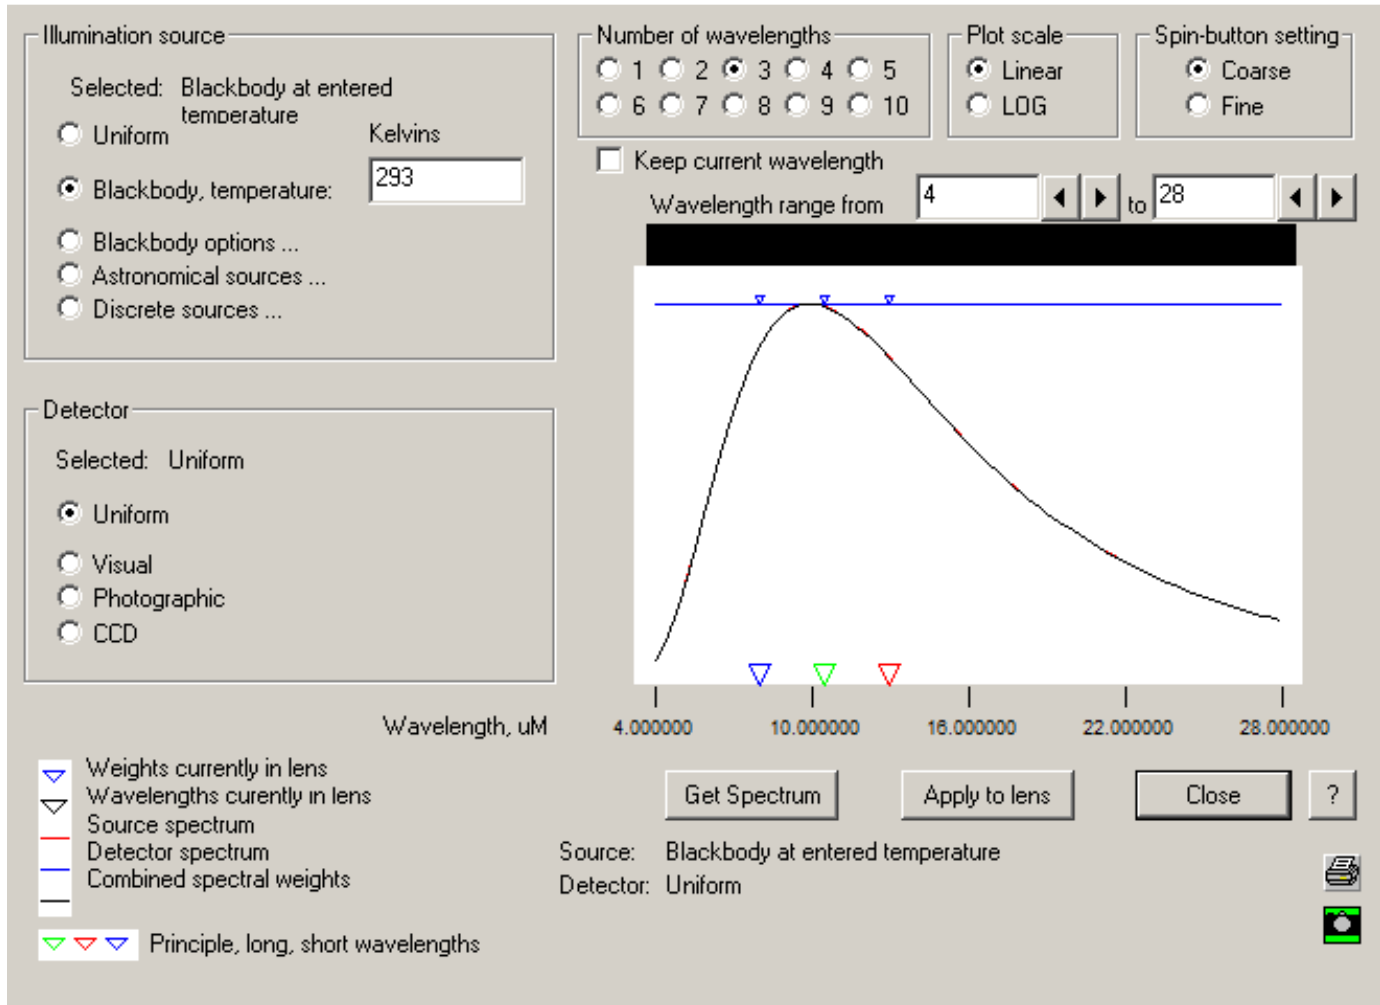 Illumination source
Selected: Blackbody at entered
temperature
Uniform
Kelvins
Blackbody, temperature:
293
Blackbody options ...
Astronomical sources ...
Discrete sources ...
Number of wavelengths
1 2 3 4 5
6 7 8 9 10
Plot scale
Linear
LOG
Spin-button setting
Coarse
Fine
Keep current wavelength
Wavelength range from 4 to 28
Detector
Selected: Uniform
Uniform
Visual
Photographic
CCD
Wavelength, uM 4.000000 10.000000 16.000000 22.000000 28.000000
Weights currently in lens
Wavelengths curently in lens
Source spectrum
Detector spectrum
Combined spectral weights
Principle, long, short wavelengths
Get Spectrum Apply to lens Close ?
Source: Blackbody at entered temperature
Detector: Uniform